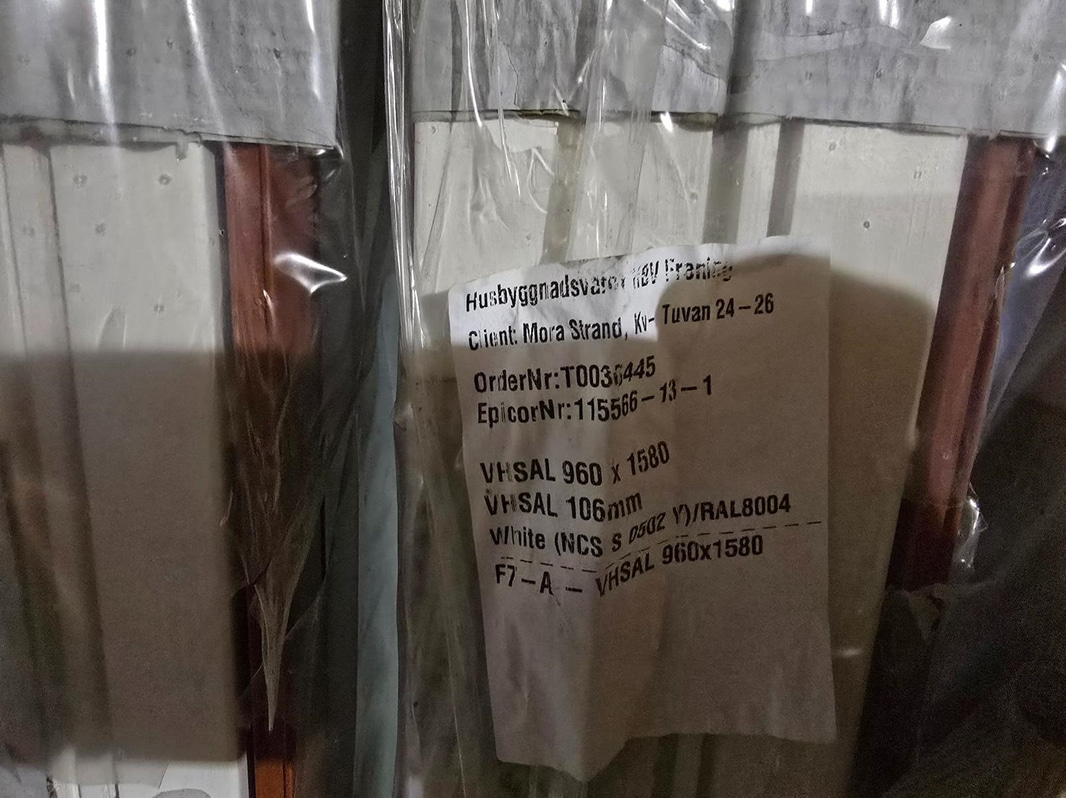 Husbyggnadsvaror HBV Förening
Client: Mora Strand, Kv- Tuvan 24-26
OrderNr:T0036445
EpicorNr:115566-13-1
VHSAL 960 x 1580
VHSAL 106mm
White (NCS S 0502 Y)/RAL8004
F7-A - VHSAL 960x1580